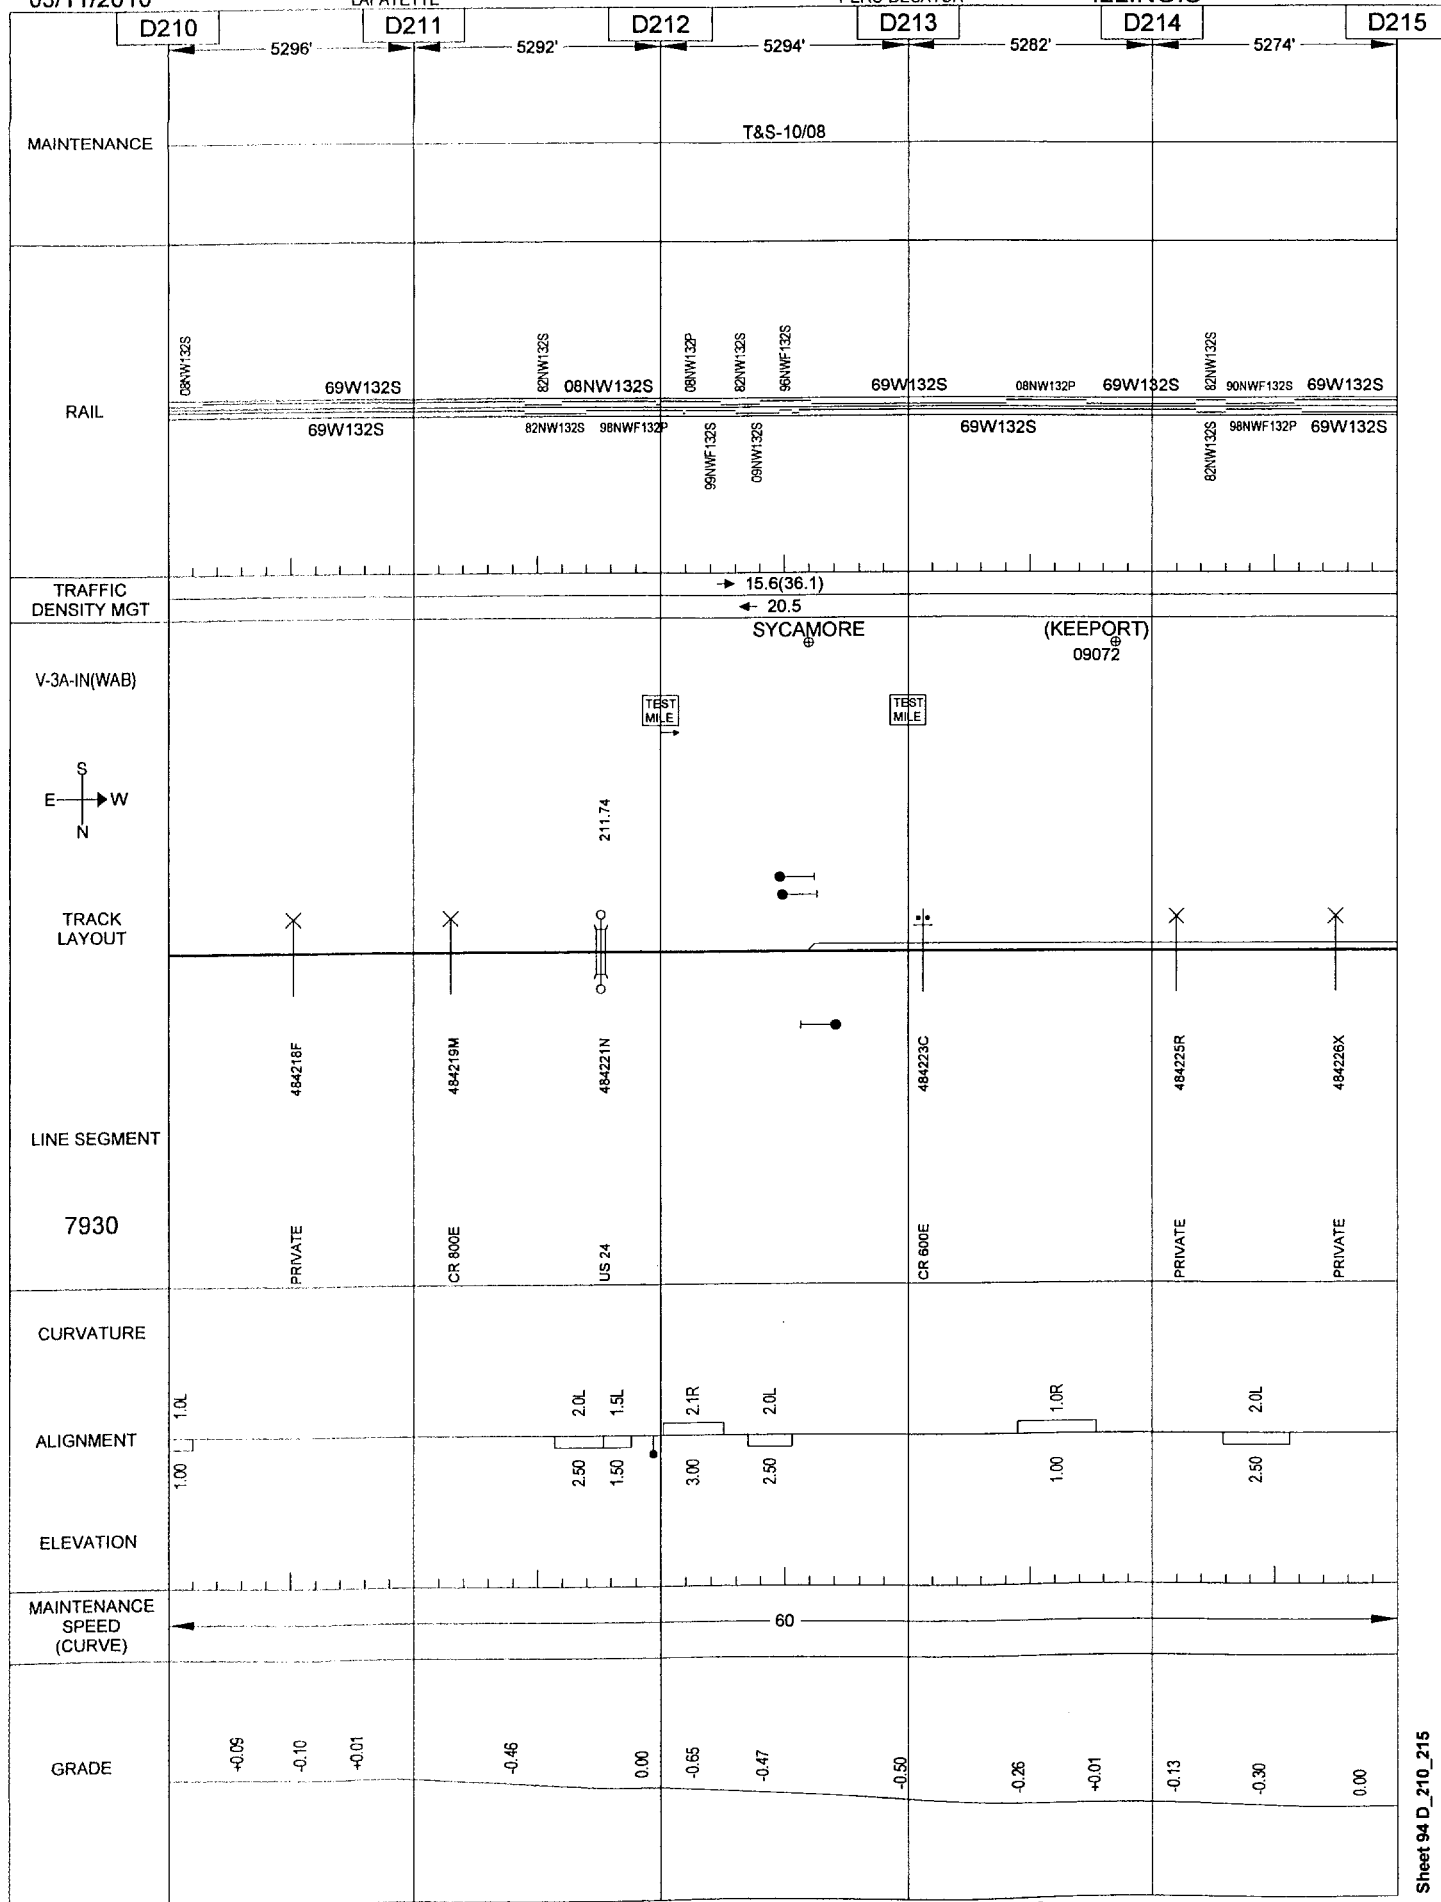 03/11/2010 LAFAYETTE PERU-DECATUR ILLINOIS
D210 D211 D212 D213 D214 D215
5296' 5292' 5294' 5282' 5274'
MAINTENANCE
T&S-10/08
RAIL
08NW132S 82NW132S 08NW132P 82NW132S 96NWF132S 82NW132S
69W132S 08NW132S 69W132S 08NW132P 69W132S 90NWF132S 69W132S
69W132S 82NW132S 98NWF132P 69W132S 98NWF132P 69W132S
99NWF132S 09NW132S 82NW132S
TRAFFIC
DENSITY MGT
15.6(36.1)
20.5
SYCAMORE (KEEPORT)
09072
V-3A-IN(WAB)
TEST
MILE
TEST
MILE
S
E W
N
211.74
TRACK
LAYOUT
484218F 484219M 484221N 484223C 484225R 484226X
LINE SEGMENT
7930
PRIVATE CR 800E US 24 CR 600E PRIVATE PRIVATE
CURVATURE
1.0L 2.0L 1.5L 2.1R 2.0L 1.0R 2.0L
ALIGNMENT
1.00 2.50 1.50 3.00 2.50 1.00 2.50
ELEVATION
MAINTENANCE
SPEED
(CURVE)
60
GRADE
+0.09 -0.10 +0.01 -0.46 0.00 -0.65 -0.47 -0.50 -0.26 +0.01 -0.13 -0.30 0.00
Sheet 94 D_210_215